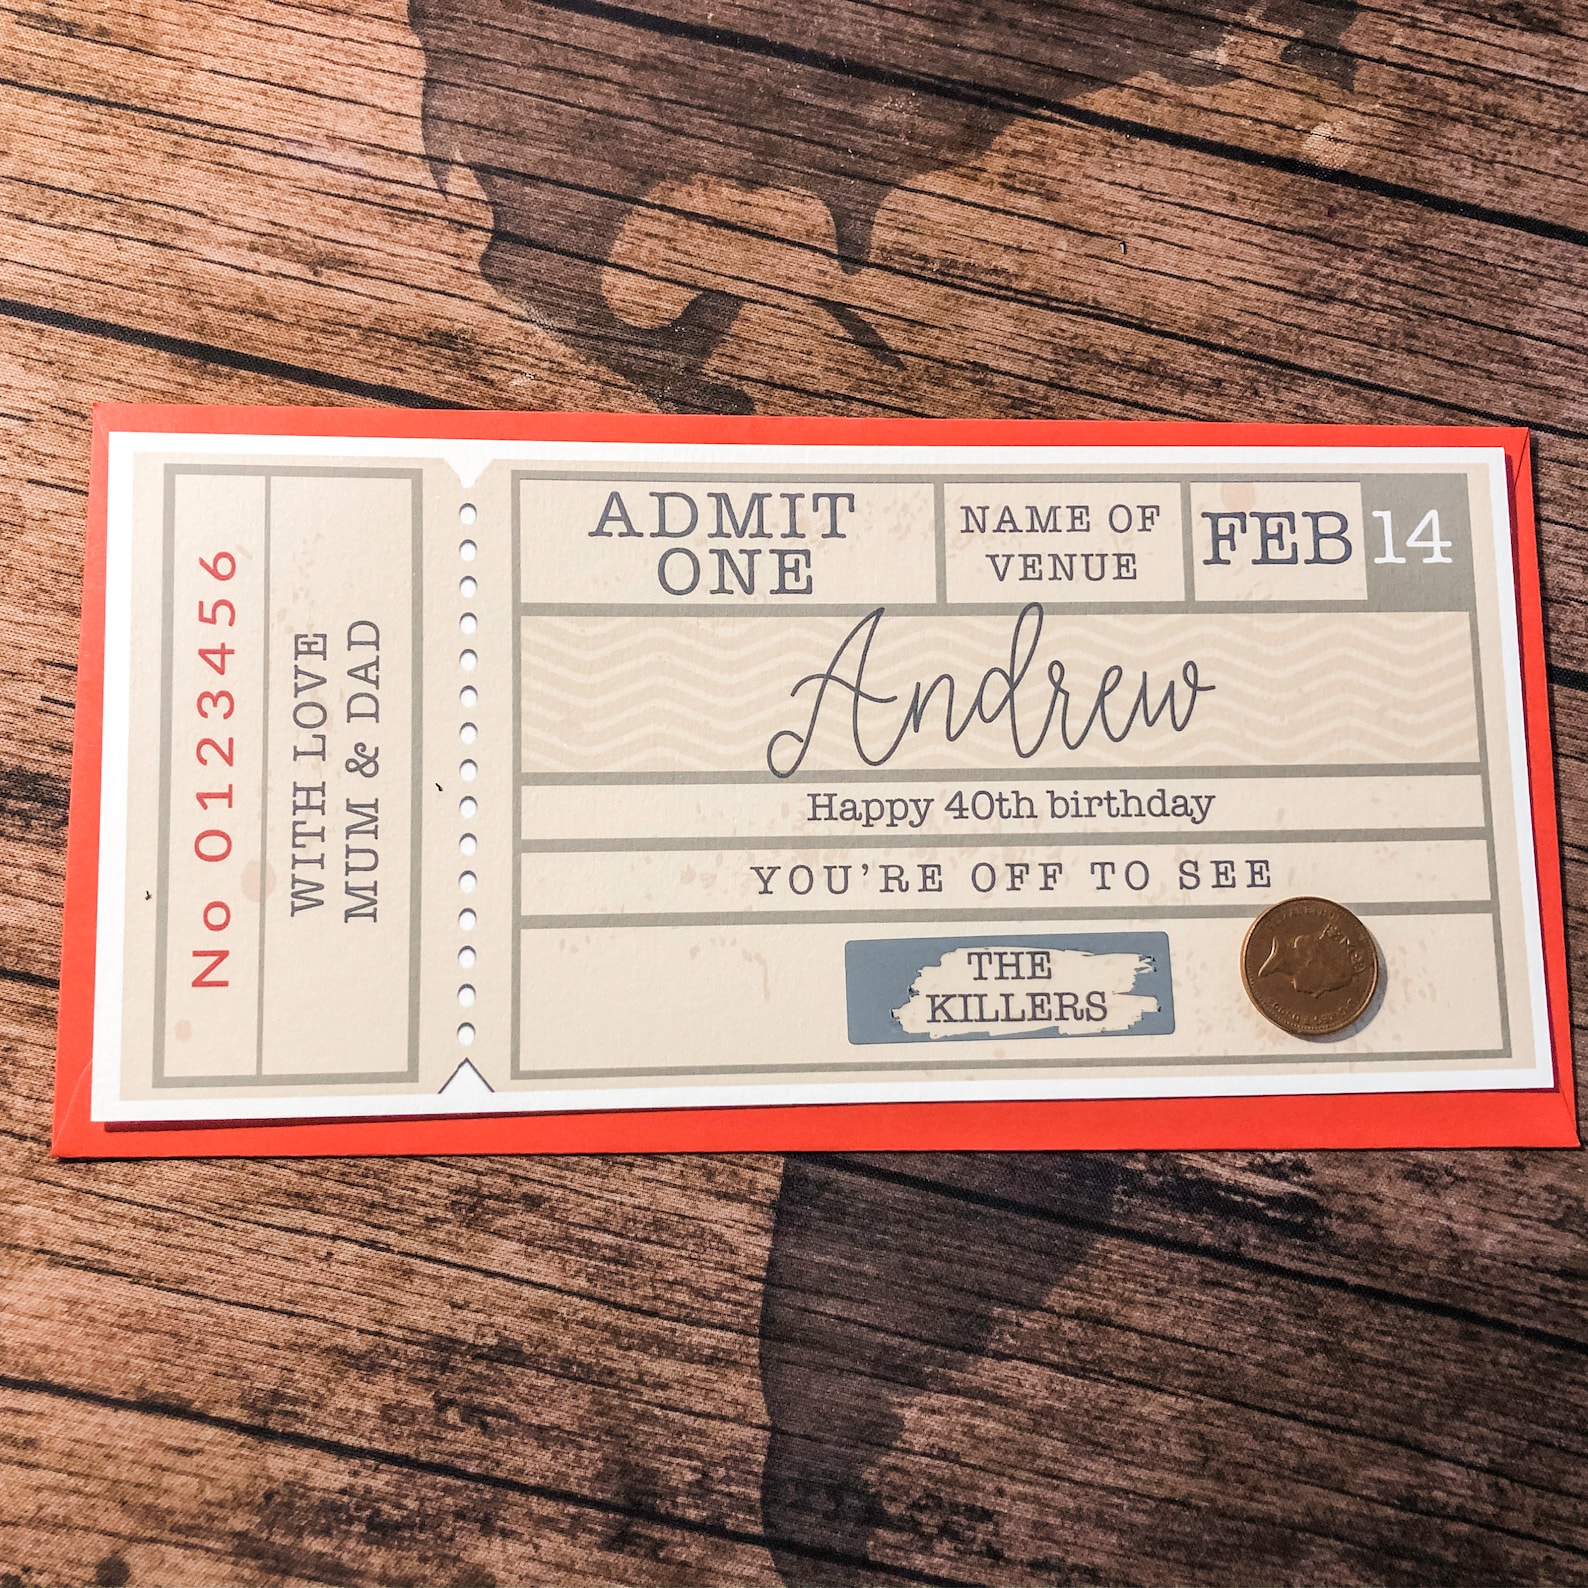 No 0123456
WITH LOVE
MUM & DAD
ADMIT
ONE
NAME OF
VENUE
FEB 14
Andrew
Happy 40th birthday
YOU'RE OFF TO SEE
THE
KILLERS